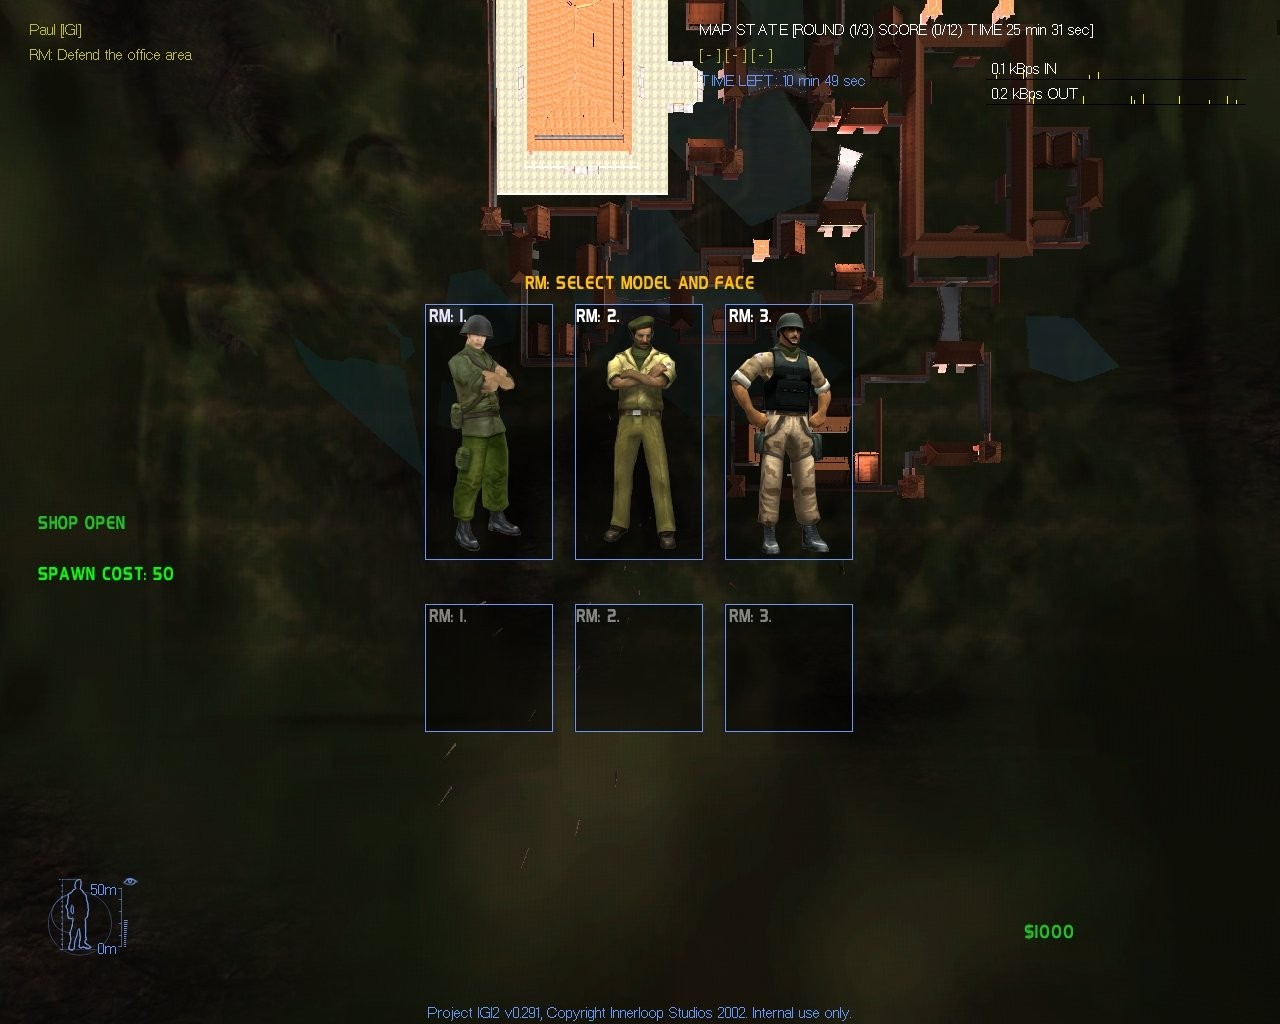 Paul [IGI]
RM: Defend the office area
MAP STATE [ROUND (1/3) SCORE (0/12) TIME 25 min 31 sec]
[-][-][-]
TIME LEFT: 10 min 49 sec
0.1 kBps IN
0.2 kBps OUT
RM: SELECT MODEL AND FACE
RM: 1.
RM: 2.
RM: 3.
SHOP OPEN
SPAWN COST: 50
RM: 1.
RM: 2.
RM: 3.
50m
0m
$1000
Project IGI2 v0.291, Copyright Innerloop Studios 2002. Internal use only.